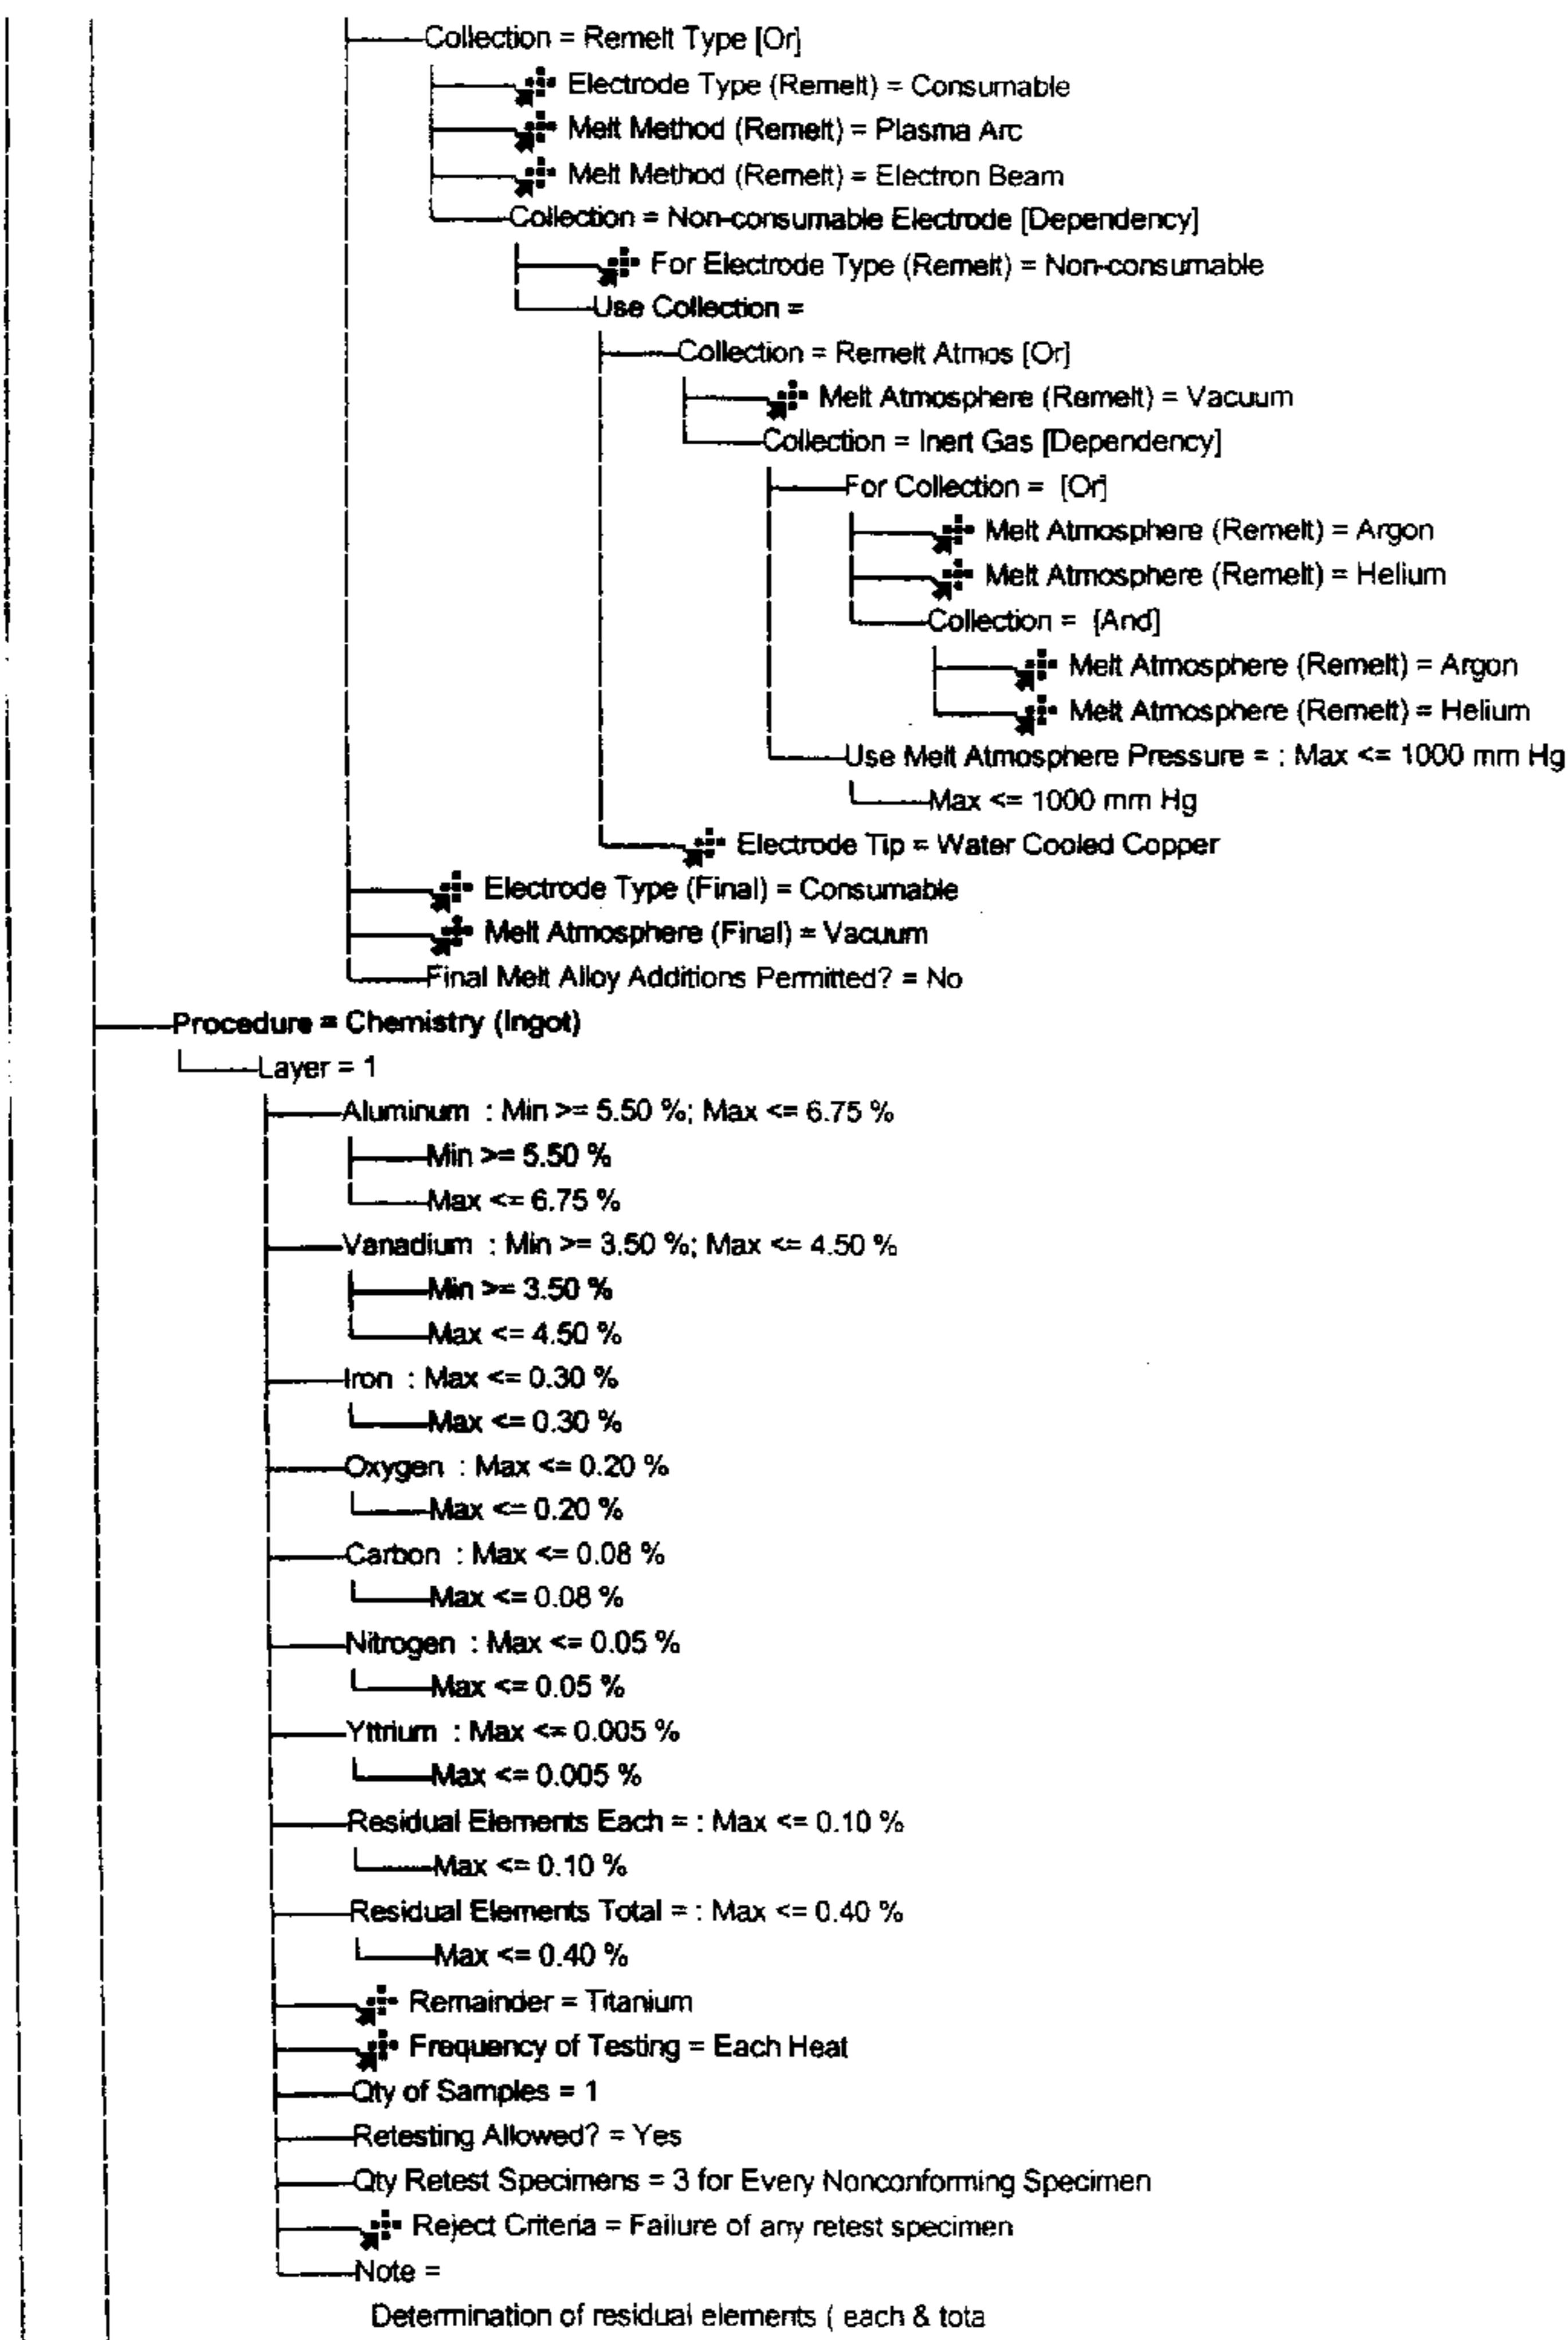 Collection = Remelt Type [Or]
Electrode Type (Remelt) = Consumable
Melt Method (Remelt) = Plasma Arc
Melt Method (Remelt) = Electron Beam
Collection = Non-consumable Electrode [Dependency]
For Electrode Type (Remelt) = Non-consumable
Use Collection =
Collection = Remelt Atmos [Or]
Melt Atmosphere (Remelt) = Vacuum
Collection = Inert Gas [Dependency]
For Collection = [Or]
Melt Atmosphere (Remelt) = Argon
Melt Atmosphere (Remelt) = Helium
Collection = [And]
Melt Atmosphere (Remelt) = Argon
Melt Atmosphere (Remelt) = Helium
Use Melt Atmosphere Pressure = : Max <= 1000 mm Hg
Max <= 1000 mm Hg
Electrode Tip = Water Cooled Copper
Electrode Type (Final) = Consumable
Melt Atmosphere (Final) = Vacuum
Final Melt Alloy Additions Permitted? = No
Procedure = Chemistry (Ingot)
Layer = 1
Aluminum : Min >= 5.50 %; Max <= 6.75 %
Min >= 5.50 %
Max <= 6.75 %
Vanadium : Min >= 3.50 %; Max <= 4.50 %
Min >= 3.50 %
Max <= 4.50 %
Iron : Max <= 0.30 %
Max <= 0.30 %
Oxygen : Max <= 0.20 %
Max <= 0.20 %
Carbon : Max <= 0.08 %
Max <= 0.08 %
Nitrogen : Max <= 0.05 %
Max <= 0.05 %
Yttrium : Max <= 0.005 %
Max <= 0.005 %
Residual Elements Each = : Max <= 0.10 %
Max <= 0.10 %
Residual Elements Total = : Max <= 0.40 %
Max <= 0.40 %
Remainder = Titanium
Frequency of Testing = Each Heat
Qty of Samples = 1
Retesting Allowed? = Yes
Qty Retest Specimens = 3 for Every Nonconforming Specimen
Reject Criteria = Failure of any retest specimen
Note =
Determination of residual elements ( each & tota